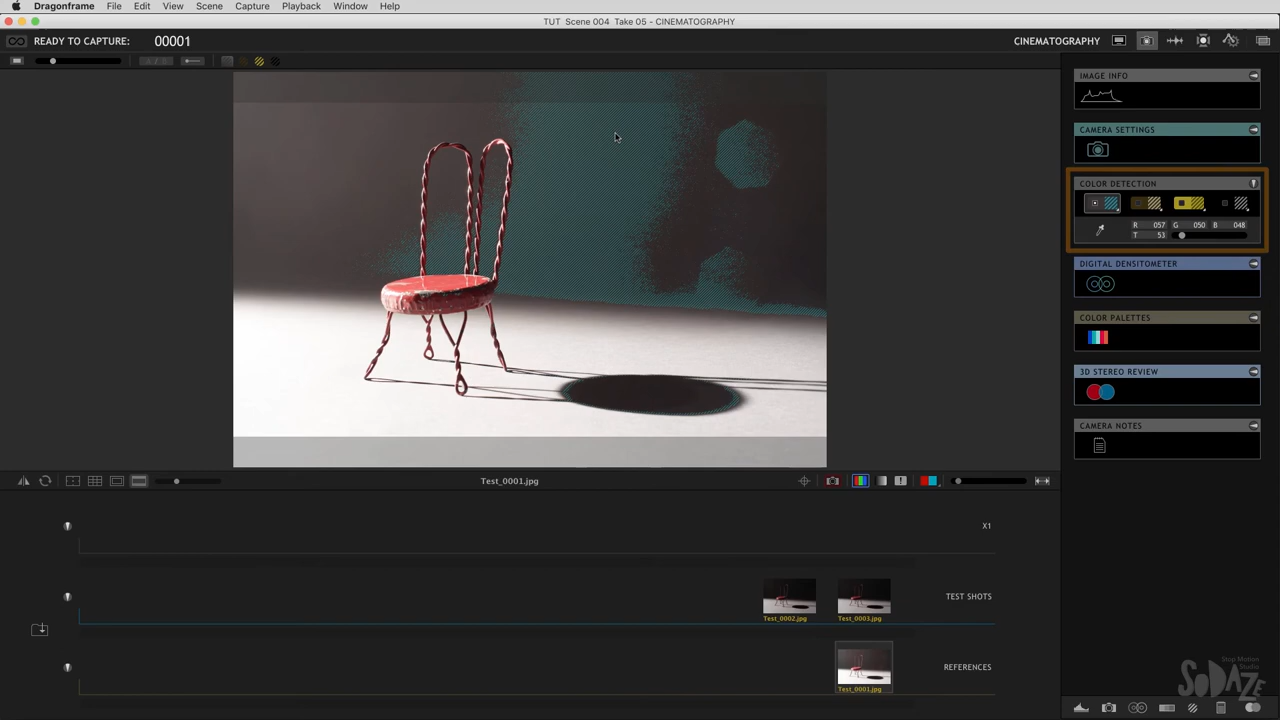 Dragonframe File Edit View Scene Capture Playback Window Help
TUT Scene 004 Take 05 - CINEMATOGRAPHY
READY TO CAPTURE: 00001
CINEMATOGRAPHY
IMAGE INFO
CAMERA SETTINGS
COLOR DETECTION
R 057 G 050 B 048
T 53
DIGITAL DENSITOMETER
COLOR PALETTES
3D STEREO REVIEW
CAMERA NOTES
Test_0001.jpg
X1
TEST SHOTS
Test_0002.jpg Test_0003.jpg
REFERENCES
Test_0001.jpg
Stop Motion
Studio
SODAZE